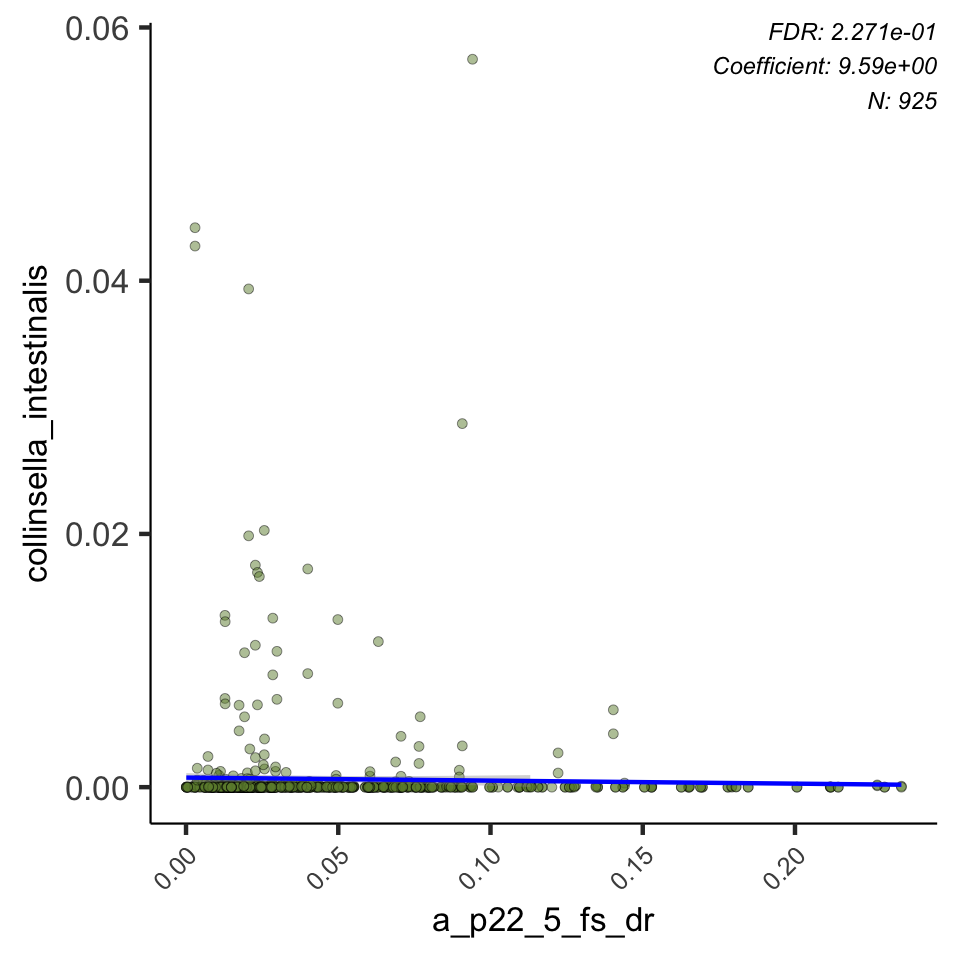 FDR: 2.271e-01
Coefficient: 9.59e+00
N: 925
0.06
0.04
0.02
0.00
collinsella_intestinalis
0.00 0.05 0.10 0.15 0.20
a_p22_5_fs_dr